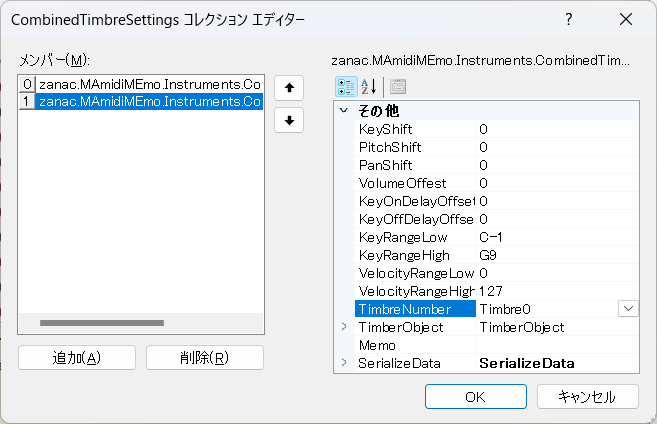 CombinedTimbreSettings コレクション エディター
?
メンバー(M):
zanac.MAmidiMEmo.Instruments.CombinedTim...
0 zanac.MAmidiMEmo.Instruments.Co
1 zanac.MAmidiMEmo.Instruments.Co
その他
KeyShift 0
PitchShift 0
PanShift 0
VolumeOffest 0
KeyOnDelayOffset 0
KeyOffDelayOffse 0
KeyRangeLow C-1
KeyRangeHigh G9
VelocityRangeLow 0
VelocityRangeHigh 127
TimbreNumber Timbre0
TimberObject TimberObject
Memo
SerializeData SerializeData
追加(A) 削除(R)
OK キャンセル